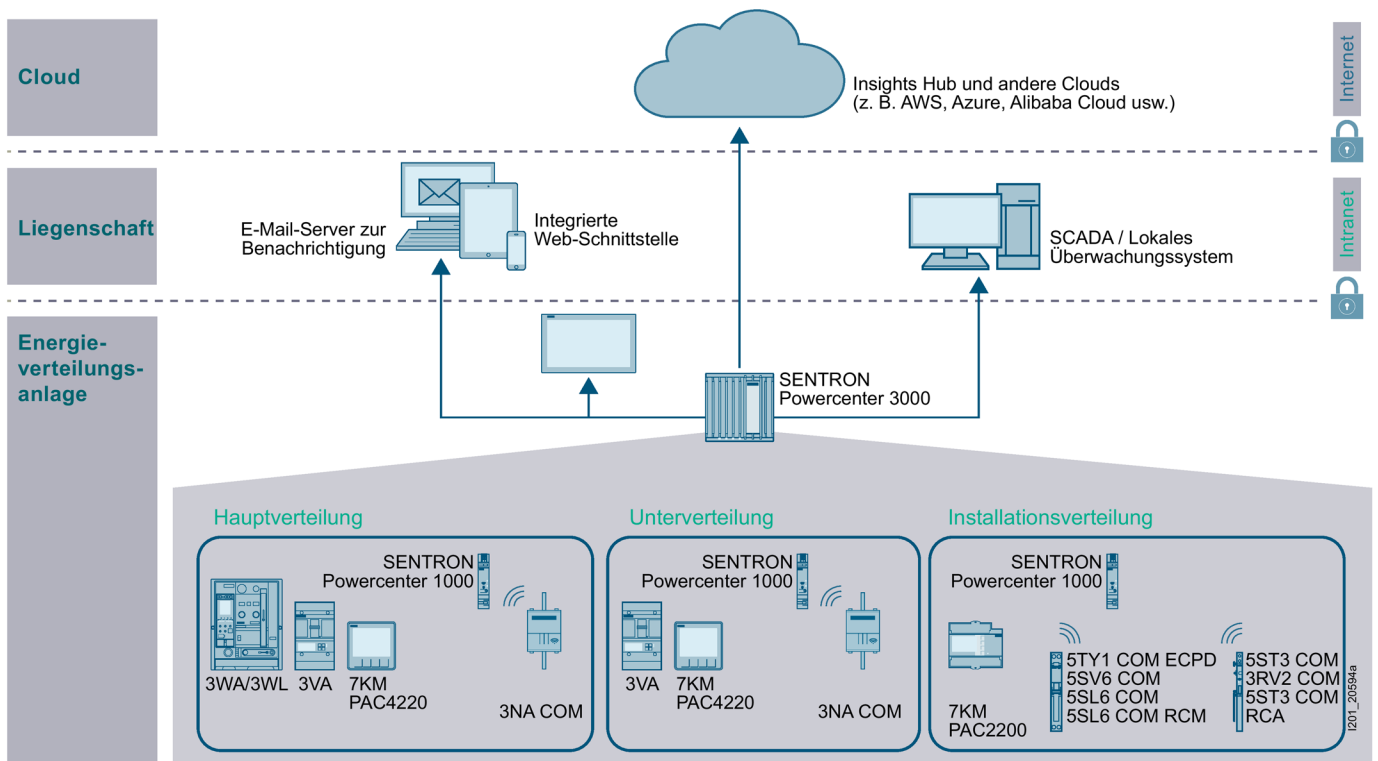 Cloud
Insights Hub und andere Clouds
(z. B. AWS, Azure, Alibaba Cloud usw.)
Internet
Liegenschaft
E-Mail-Server zur
Benachrichtigung
Integrierte
Web-Schnittstelle
SCADA / Lokales
Überwachungssystem
Intranet
Energie-
verteilungs-
anlage
SENTRON
Powercenter 3000
Hauptverteilung
SENTRON
Powercenter 1000
3WA/3WL
3VA
7KM
PAC4220
3NA COM
Unterverteilung
SENTRON
Powercenter 1000
3VA
7KM
PAC4220
3NA COM
Installationsverteilung
SENTRON
Powercenter 1000
7KM
PAC2200
5TY1 COM ECPD
5SV6 COM
5SL6 COM
5SL6 COM RCM
5ST3 COM
3RV2 COM
5ST3 COM
RCA
I201_20594a